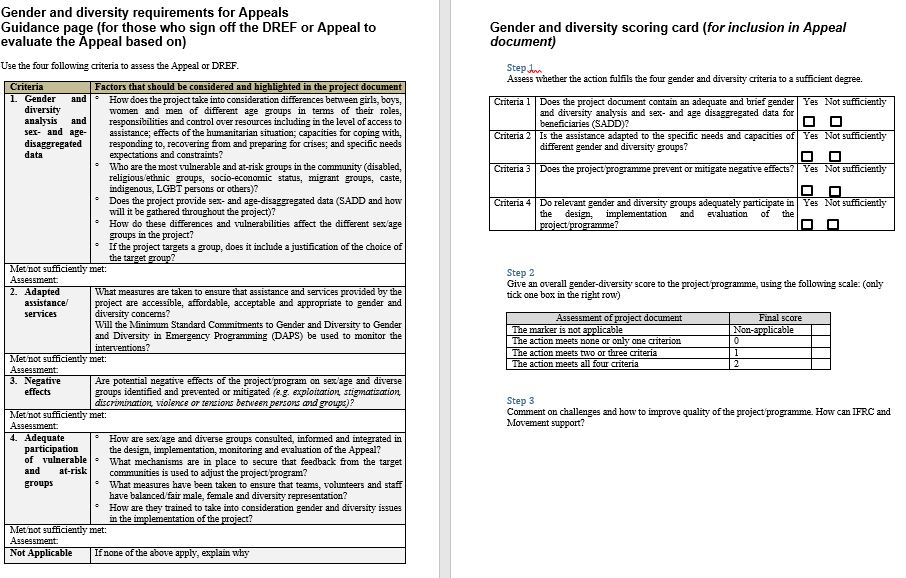 Gender and diversity requirements for Appeals
Guidance page (for those who sign off the DREF or Appeal to
evaluate the Appeal based on)
Use the four following criteria to assess the Appeal or DREF.
Criteria Factors that should be considered and highlighted in the project document
1. Gender and diversity analysis and sex- and age-disaggregated data
° How does the project take into consideration differences between girls, boys,
women and men of different age groups in terms of their roles,
responsibilities and control over resources including in the level of access to
assistance; effects of the humanitarian situation; capacities for coping with,
responding to, recovering from and preparing for crises; and specific needs
expectations and constraints?
° Who are the most vulnerable and at-risk groups in the community (disabled,
religious/ethnic groups, socio-economic status, migrant groups, caste,
indigenous, LGBT persons or others)?
° Does the project provide sex- and age-disaggregated data (SADD and how
will it be gathered throughout the project)?
° How do these differences and vulnerabilities affect the different sex/age
groups in the project?
° If the project targets a group, does it include a justification of the choice of
the target group?
Met/not sufficiently met:
Assessment:
2. Adapted assistance/ services
What measures are taken to ensure that assistance and services provided by the
project are accessible, affordable, acceptable and appropriate to gender and
diversity concerns?
Will the Minimum Standard Commitments to Gender and Diversity to Gender
and Diversity in Emergency Programming (DAPS) be used to monitor the
interventions?
Met/not sufficiently met:
Assessment:
3. Negative effects
Are potential negative effects of the project/program on sex/age and diverse
groups identified and prevented or mitigated (e.g. exploitation, stigmatisation,
discrimination, violence or tensions between persons and groups)?
Met/not sufficiently met:
Assessment:
4. Adequate participation of vulnerable and at-risk groups
° How are sex/age and diverse groups consulted, informed and integrated in
the design, implementation, monitoring and evaluation of the Appeal?
° What mechanisms are in place to secure that feedback from the target
communities is used to adjust the project/program?
° What measures have been taken to ensure that teams, volunteers and staff
have balanced/fair male, female and diversity representation?
° How are they trained to take into consideration gender and diversity issues
in the implementation of the project?
Met/not sufficiently met:
Assessment:
Not Applicable If none of the above apply, explain why
Gender and diversity scoring card (for inclusion in Appeal
document)
Step 1
Assess whether the action fulfils the four gender and diversity criteria to a sufficient degree.
Criteria 1 Does the project document contain an adequate and brief gender Yes Not sufficiently
and diversity analysis and sex- and age disaggregated data for
beneficiaries (SADD)?
Criteria 2 Is the assistance adapted to the specific needs and capacities of Yes Not sufficiently
different gender and diversity groups?
Criteria 3 Does the project/programme prevent or mitigate negative effects? Yes Not sufficiently
Criteria 4 Do relevant gender and diversity groups adequately participate in Yes Not sufficiently
the design, implementation and evaluation of the
project/programme?
Step 2
Give an overall gender-diversity score to the project/programme, using the following scale: (only
tick one box in the right row)
Assessment of project document Final score
The marker is not applicable Non-applicable
The action meets none or only one criterion 0
The action meets two or three criteria 1
The action meets all four criteria 2
Step 3
Comment on challenges and how to improve quality of the project/programme. How can IFRC and
Movement support?